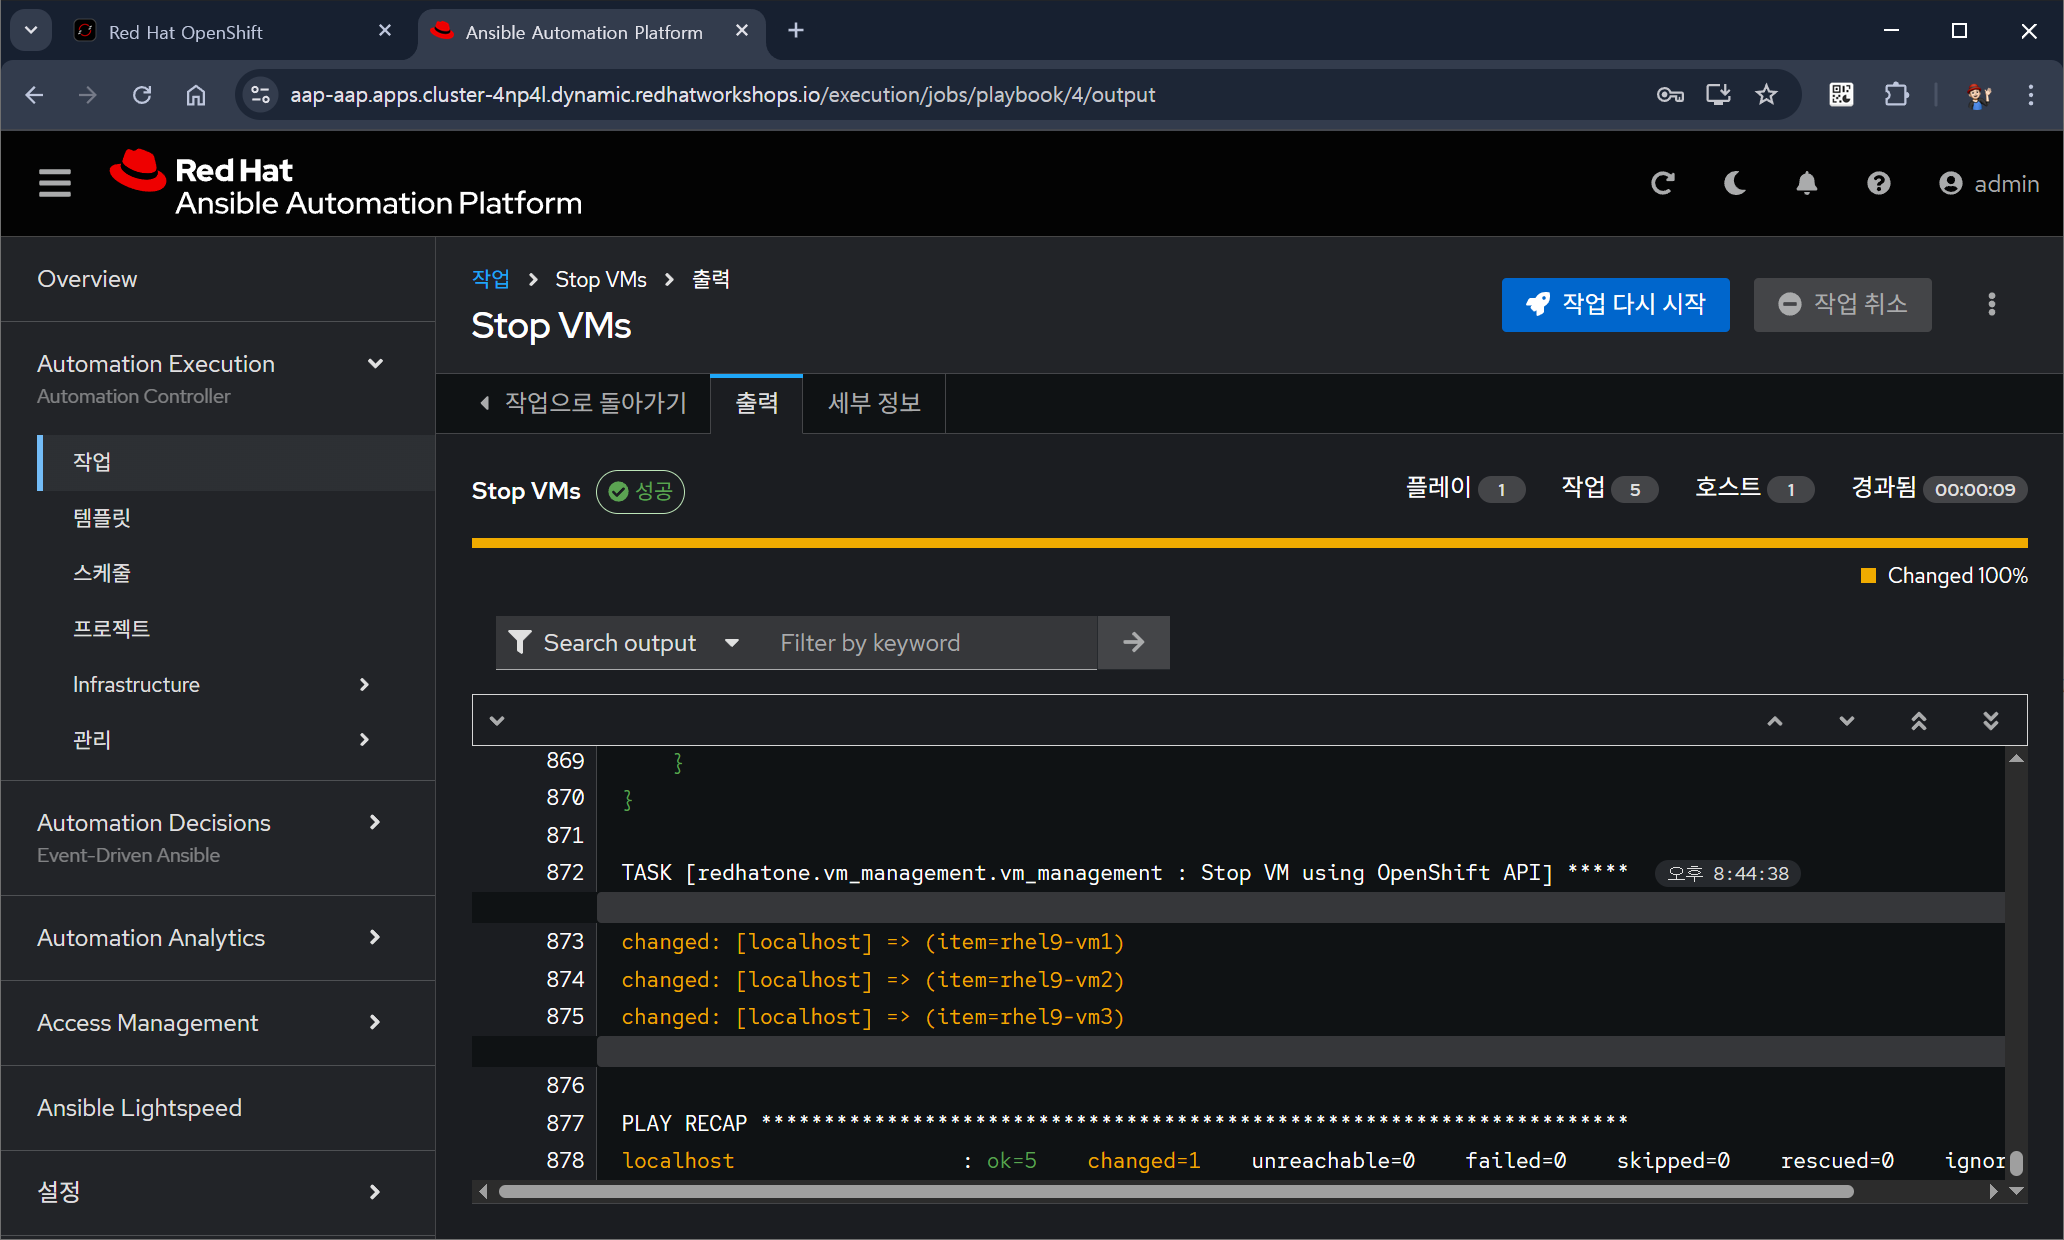 Red Hat OpenShift
Ansible Automation Platform
aap-aap.apps.cluster-4np4l.dynamic.redhatworkshops.io/execution/jobs/playbook/4/output
Red Hat
Ansible Automation Platform
admin
Overview
Automation Execution
Automation Controller
작업
템플릿
스케줄
프로젝트
Infrastructure
관리
Automation Decisions
Event-Driven Ansible
Automation Analytics
Access Management
Ansible Lightspeed
설정
작업 Stop VMs 출력
Stop VMs
작업 다시 시작
작업 취소
작업으로 돌아가기
출력
세부 정보
Stop VMs 성공
플레이 1 작업 5 호스트 1 경과됨 00:00:09
Changed 100%
Search output Filter by keyword
869 }
870 }
871
872 TASK [redhatone.vm_management.vm_management : Stop VM using OpenShift API] ***** 오후 8:44:38
873 changed: [localhost] => (item=rhel9-vm1)
874 changed: [localhost] => (item=rhel9-vm2)
875 changed: [localhost] => (item=rhel9-vm3)
876
877 PLAY RECAP *********************************************************************
878 localhost : ok=5 changed=1 unreachable=0 failed=0 skipped=0 rescued=0 ignor